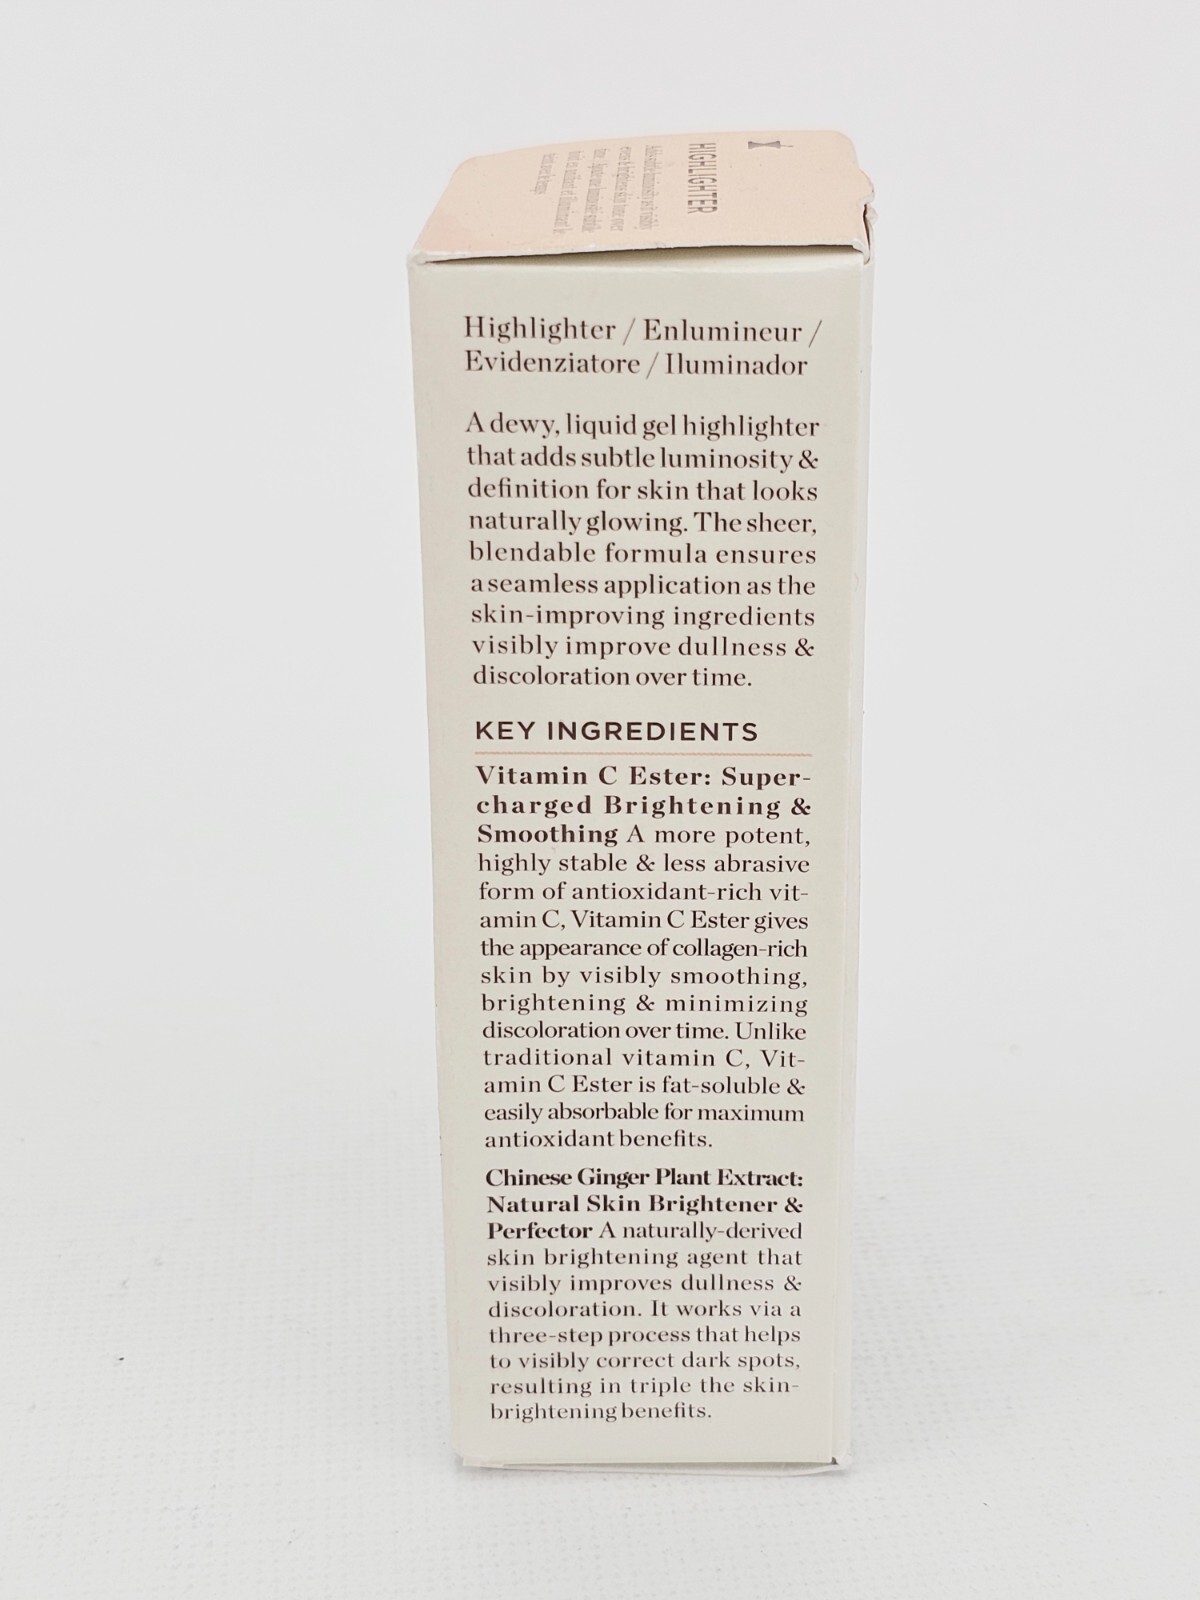 HIGHLIGHTER
Highlighter / Enlumineur /
Evidenziatore / Iluminador
A dewy, liquid gel highlighter
that adds subtle luminosity &
definition for skin that looks
naturally glowing. The sheer,
blendable formula ensures
a seamless application as the
skin-improving ingredients
visibly improve dullness &
discoloration over time.
KEY INGREDIENTS
Vitamin C Ester: Super-
charged Brightening &
Smoothing A more potent,
highly stable & less abrasive
form of antioxidant-rich vit-
amin C, Vitamin C Ester gives
the appearance of collagen-rich
skin by visibly smoothing,
brightening & minimizing
discoloration over time. Unlike
traditional vitamin C, Vit-
amin C Ester is fat-soluble &
easily absorbable for maximum
antioxidant benefits.
Chinese Ginger Plant Extract:
Natural Skin Brightener &
Perfector A naturally-derived
skin brightening agent that
visibly improves dullness &
discoloration. It works via a
three-step process that helps
to visibly correct dark spots,
resulting in triple the skin-
brightening benefits.